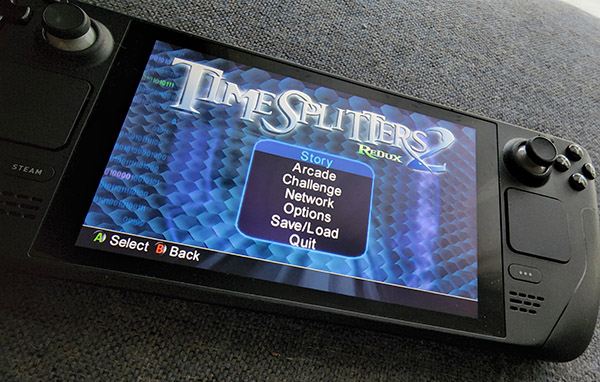 TIMESPLITTERS 2
REDUX
Story
Arcade
Challenge
Network
Options
Save/Load
Quit
A Select B Back
STEAM